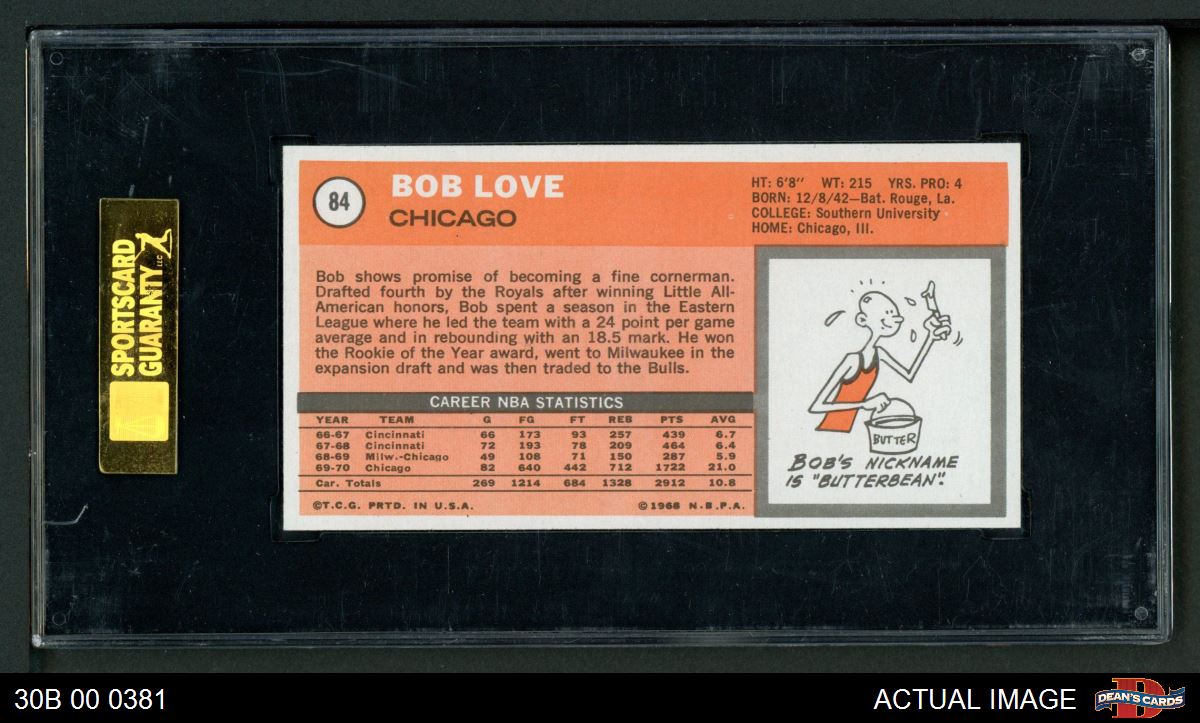 SPORTSCARD
GUARANTY LLC
84
BOB LOVE
CHICAGO
HT: 6'8" WT: 215 YRS. PRO: 4
BORN: 12/8/42—Bat. Rouge, La.
COLLEGE: Southern University
HOME: Chicago, Ill.
Bob shows promise of becoming a fine cornerman.
Drafted fourth by the Royals after winning Little All-
American honors, Bob spent a season in the Eastern
League where he led the team with a 24 point per game
average and in rebounding with an 18.5 mark. He won
the Rookie of the Year award, went to Milwaukee in the
expansion draft and was then traded to the Bulls.
CAREER NBA STATISTICS
YEAR TEAM G FG FT REB PTS AVG
66-67 Cincinnati 66 173 93 257 439 6.7
67-68 Cincinnati 72 193 78 209 464 6.4
68-69 Milw.-Chicago 49 108 71 150 287 5.9
69-70 Chicago 82 640 442 712 1722 21.0
Car. Totals 269 1214 684 1328 2912 10.8
©T.C.G. PRTD. IN U.S.A. ©1968 N.B.P.A.
BUTTER
BOB'S NICKNAME
IS "BUTTERBEAN".
30B 00 0381
ACTUAL IMAGE
D
DEAN'S CARDS